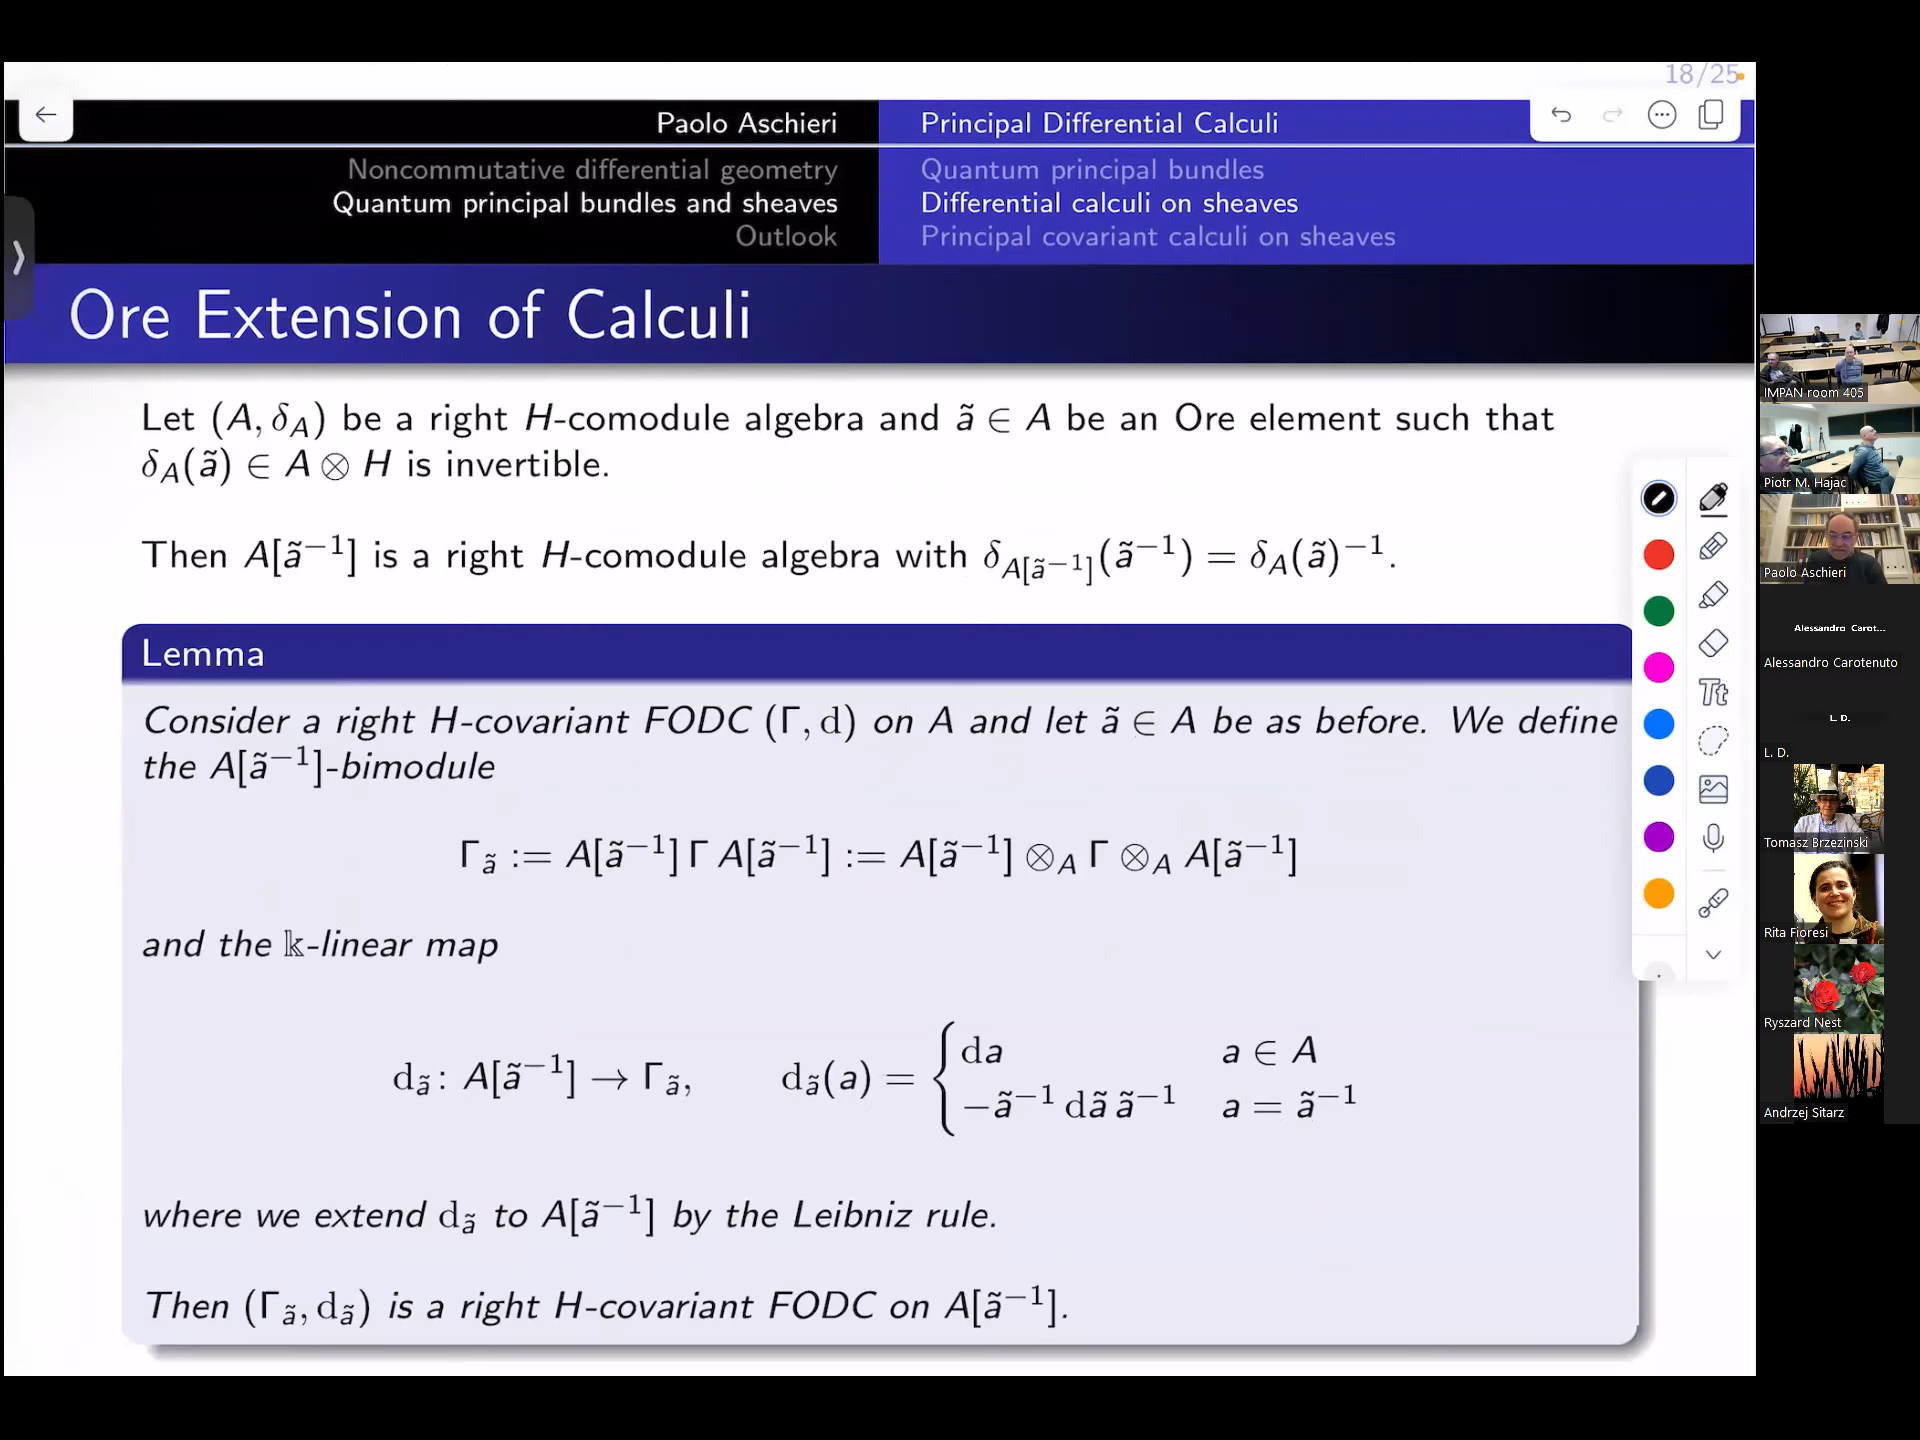 18/25
Paolo Aschieri
Principal Differential Calculi
Noncommutative differential geometry
Quantum principal bundles and sheaves
Outlook
Quantum principal bundles
Differential calculi on sheaves
Principal covariant calculi on sheaves
Ore Extension of Calculi
Let (A, δ_A) be a right H-comodule algebra and ã ∈ A be an Ore element such that
δ_A(ã) ∈ A ⊗ H is invertible.
Then A[ã⁻¹] is a right H-comodule algebra with δ_{A[ã⁻¹]}(ã⁻¹) = δ_A(ã)⁻¹.
Lemma
Consider a right H-covariant FODC (Γ, d) on A and let ã ∈ A be as before. We define
the A[ã⁻¹]-bimodule
Γ_ã := A[ã⁻¹] Γ A[ã⁻¹] := A[ã⁻¹] ⊗_A Γ ⊗_A A[ã⁻¹]
and the 𝕜-linear map
d_ã : A[ã⁻¹] → Γ_ã, d_ã(a) = { da a ∈ A
−ã⁻¹ dã ã⁻¹ a = ã⁻¹
where we extend d_ã to A[ã⁻¹] by the Leibniz rule.
Then (Γ_ã, d_ã) is a right H-covariant FODC on A[ã⁻¹].
Tt
IMPAN room 405
Piotr M. Hajac
Paolo Aschieri
Alessandro Carot...
Alessandro Carotenuto
L. D.
L. D.
Tomasz Brzezinski
Rita Fioresi
Ryszard Nest
Andrzej Sitarz